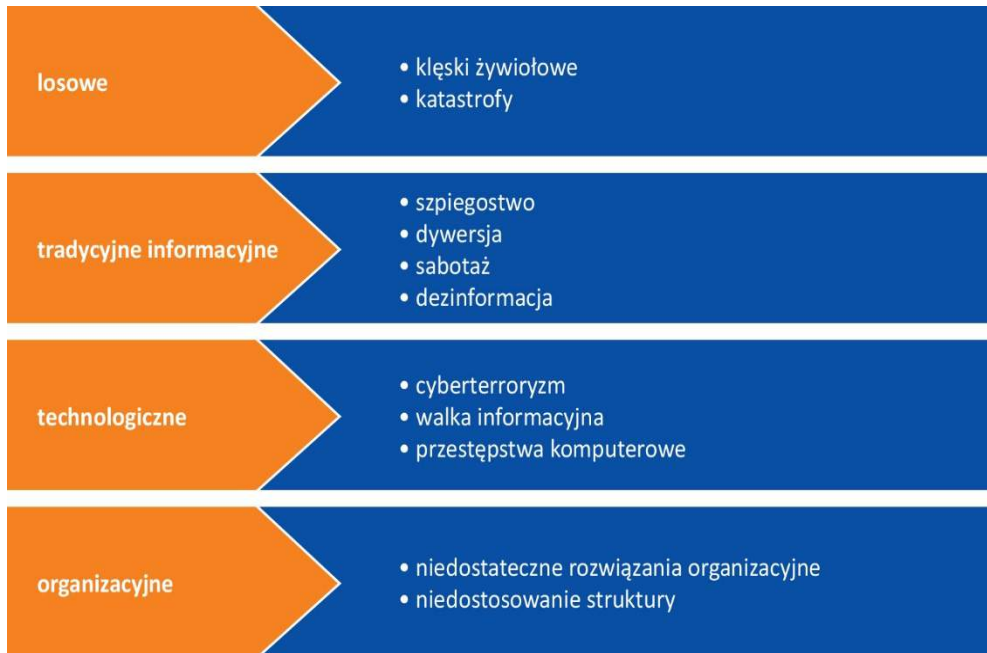 losowe
• klęski żywiołowe
• katastrofy
tradycyjne informacyjne
• szpiegostwo
• dywersja
• sabotaż
• dezinformacja
technologiczne
• cyberterroryzm
• walka informacyjna
• przestępstwa komputerowe
organizacyjne
• niedostateczne rozwiązania organizacyjne
• niedostosowanie struktury